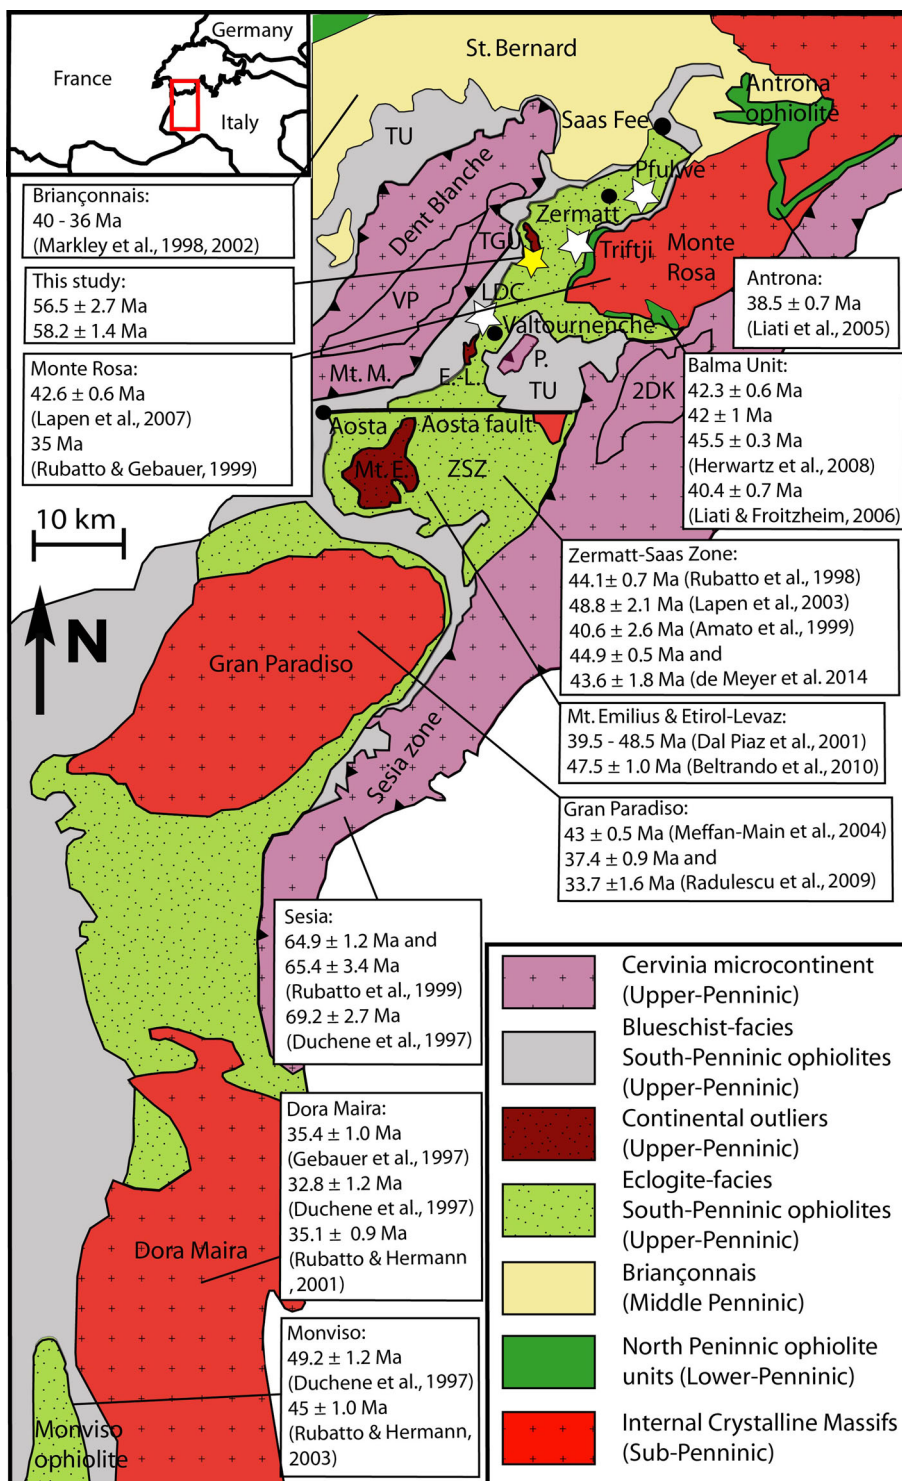 Germany
France
Italy
St. Bernard
Antrona
ophiolite
TU
Saas Fee
Pfulwe
Dent Blanche
Zermatt
TGU
Triftji
Monte
Rosa
VP
LDC
Valtournenche
Mt. M.
E.-L.
P.
TU
2DK
Aosta
Aosta fault
Mt. E.
ZSZ
Briançonnais:
40 - 36 Ma
(Markley et al., 1998, 2002)
This study:
56.5 ± 2.7 Ma
58.2 ± 1.4 Ma
Monte Rosa:
42.6 ± 0.6 Ma
(Lapen et al., 2007)
35 Ma
(Rubatto & Gebauer, 1999)
Antrona:
38.5 ± 0.7 Ma
(Liati et al., 2005)
Balma Unit:
42.3 ± 0.6 Ma
42 ± 1 Ma
45.5 ± 0.3 Ma
(Herwartz et al., 2008)
40.4 ± 0.7 Ma
(Liati & Froitzheim, 2006)
10 km
N
Zermatt-Saas Zone:
44.1± 0.7 Ma (Rubatto et al., 1998)
48.8 ± 2.1 Ma (Lapen et al., 2003)
40.6 ± 2.6 Ma (Amato et al., 1999)
44.9 ± 0.5 Ma and
43.6 ± 1.8 Ma (de Meyer et al. 2014
Gran Paradiso
Mt. Emilius & Etirol-Levaz:
39.5 - 48.5 Ma (Dal Piaz et al., 2001)
47.5 ± 1.0 Ma (Beltrando et al., 2010)
Sesia zone
Gran Paradiso:
43 ± 0.5 Ma (Meffan-Main et al., 2004)
37.4 ± 0.9 Ma and
33.7 ±1.6 Ma (Radulescu et al., 2009)
Sesia:
64.9 ± 1.2 Ma and
65.4 ± 3.4 Ma
(Rubatto et al., 1999)
69.2 ± 2.7 Ma
(Duchene et al., 1997)
Dora Maira:
35.4 ± 1.0 Ma
(Gebauer et al., 1997)
32.8 ± 1.2 Ma
(Duchene et al., 1997)
35.1 ± 0.9 Ma
(Rubatto & Hermann
, 2001)
Dora Maira
Monviso:
49.2 ± 1.2 Ma
(Duchene et al., 1997)
45 ± 1.0 Ma
(Rubatto & Hermann,
2003)
Monviso
ophiolite
Cervinia microcontinent
(Upper-Penninic)
Blueschist-facies
South-Penninic ophiolites
(Upper-Penninic)
Continental outliers
(Upper-Penninic)
Eclogite-facies
South-Penninic ophiolites
(Upper-Penninic)
Briançonnais
(Middle Penninic)
North Peninnic ophiolite
units (Lower-Penninic)
Internal Crystalline Massifs
(Sub-Penninic)